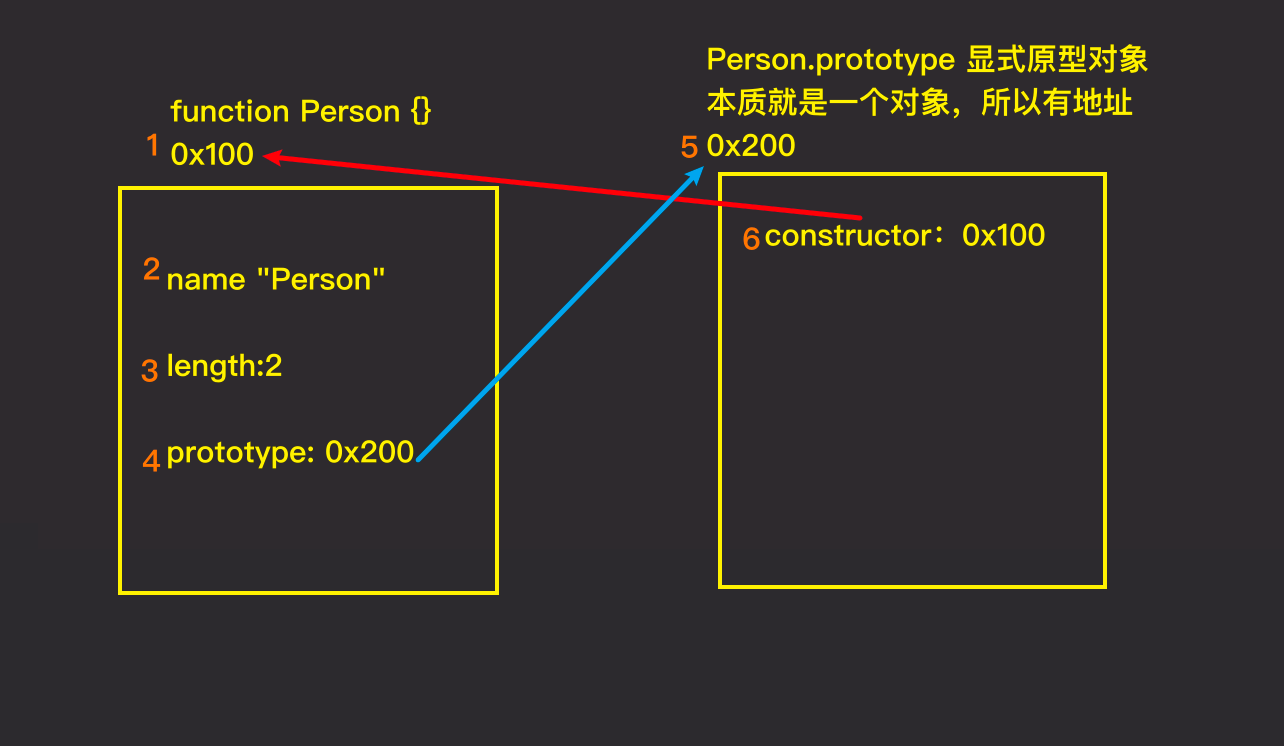 function Person {}
1 0x100
2 name "Person"
3 length:2
4 prototype: 0x200
Person.prototype 显式原型对象
本质就是一个对象，所以有地址
5 0x200
6 constructor：0x100